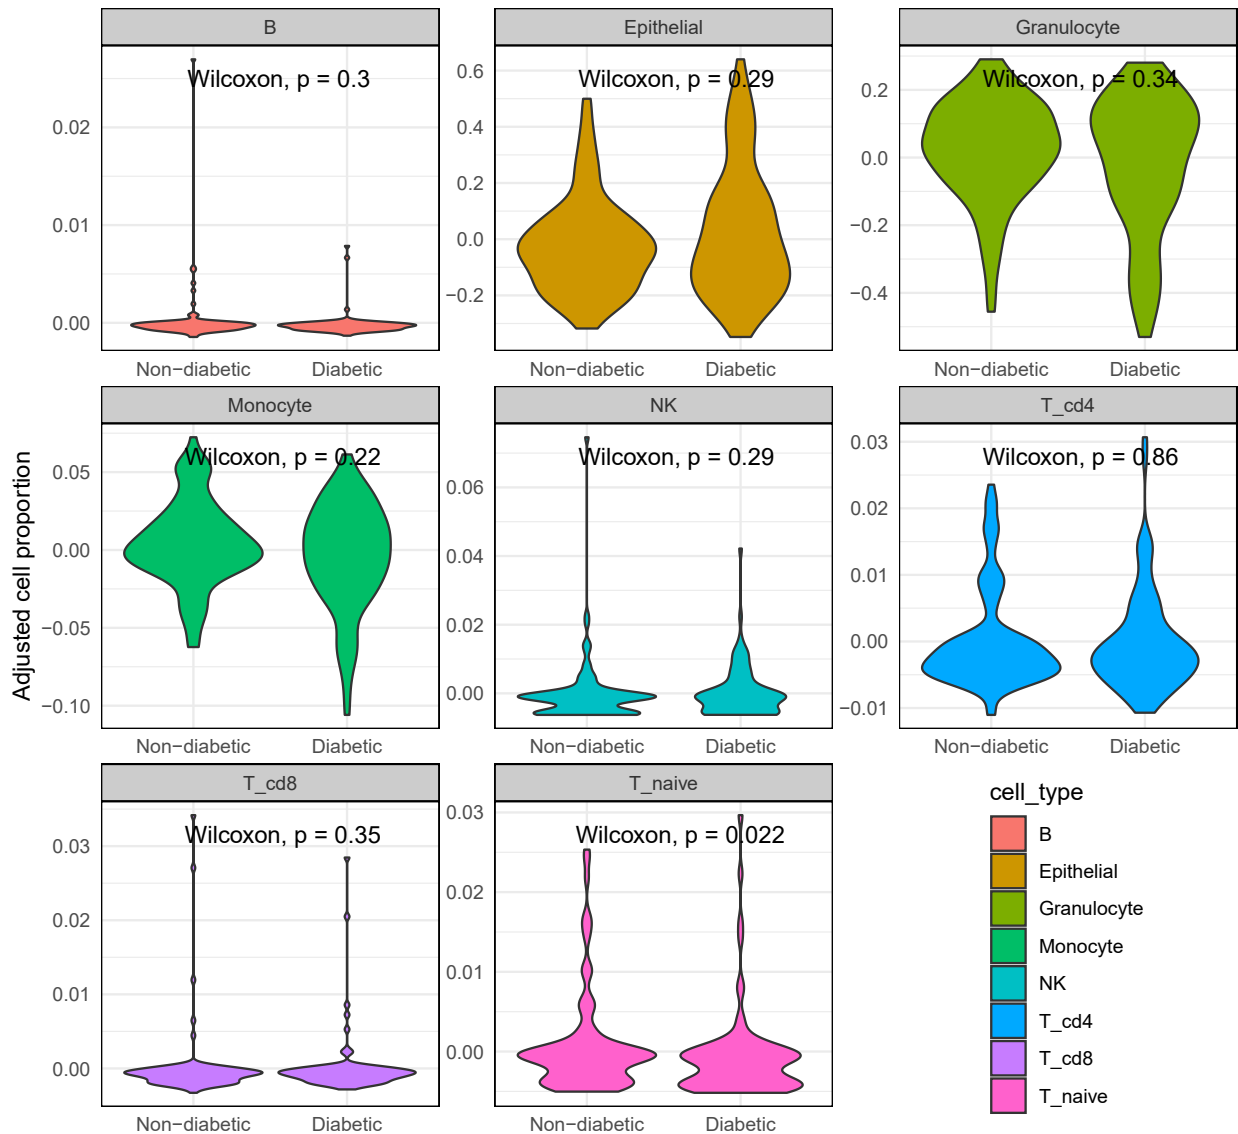 B
Epithelial
Granulocyte
Wilcoxon, p = 0.3
Wilcoxon, p = 0.29
Wilcoxon, p = 0.34
0.02
0.01
0.00
0.6
0.4
0.2
0.0
−0.2
0.2
0.0
−0.2
−0.4
Non−diabetic Diabetic
Non−diabetic Diabetic
Non−diabetic Diabetic
Adjusted cell proportion
Monocyte
NK
T_cd4
Wilcoxon, p = 0.22
Wilcoxon, p = 0.29
Wilcoxon, p = 0.86
0.05
0.00
−0.05
−0.10
0.06
0.04
0.02
0.00
0.03
0.02
0.01
0.00
−0.01
Non−diabetic Diabetic
Non−diabetic Diabetic
Non−diabetic Diabetic
T_cd8
T_naive
Wilcoxon, p = 0.35
Wilcoxon, p = 0.022
0.03
0.02
0.01
0.00
0.03
0.02
0.01
0.00
Non−diabetic Diabetic
Non−diabetic Diabetic
cell_type
B
Epithelial
Granulocyte
Monocyte
NK
T_cd4
T_cd8
T_naive